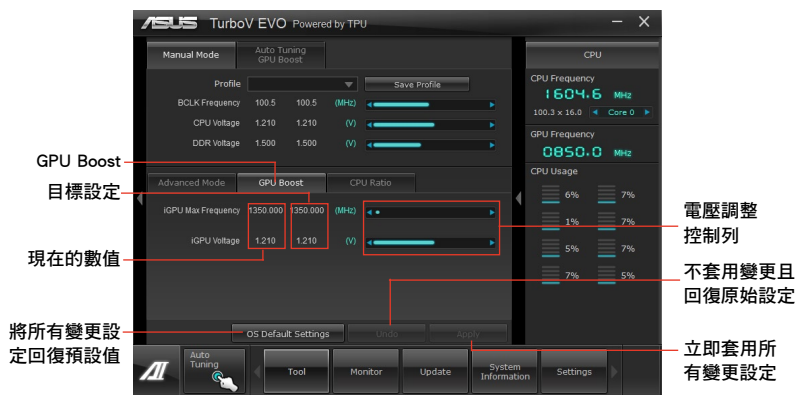 ASUS TurboV EVO Powered by TPU
Manual Mode
Auto Tuning
GPU Boost
Profile
Save Profile
BCLK Frequency 100.5 100.5 (MHz)
CPU Voltage 1.210 1.210 (V)
DDR Voltage 1.500 1.500 (V)
Advanced Mode GPU Boost CPU Ratio
iGPU Max Frequency 1350.000 1350.000 (MHz)
iGPU Voltage 1.210 1.210 (V)
OS Default Settings Undo Apply
CPU
CPU Frequency
1604.6 MHz
100.3 x 16.0 Core 0
GPU Frequency
0850.0 MHz
CPU Usage
6% 7%
1% 7%
5% 7%
7% 5%
Auto
Tuning
Tool
Monitor
Update
System
Information
Settings
GPU Boost
目標設定
現在的數值
將所有變更設
定回復預設值
電壓調整
控制列
不套用變更且
回復原始設定
立即套用所
有變更設定